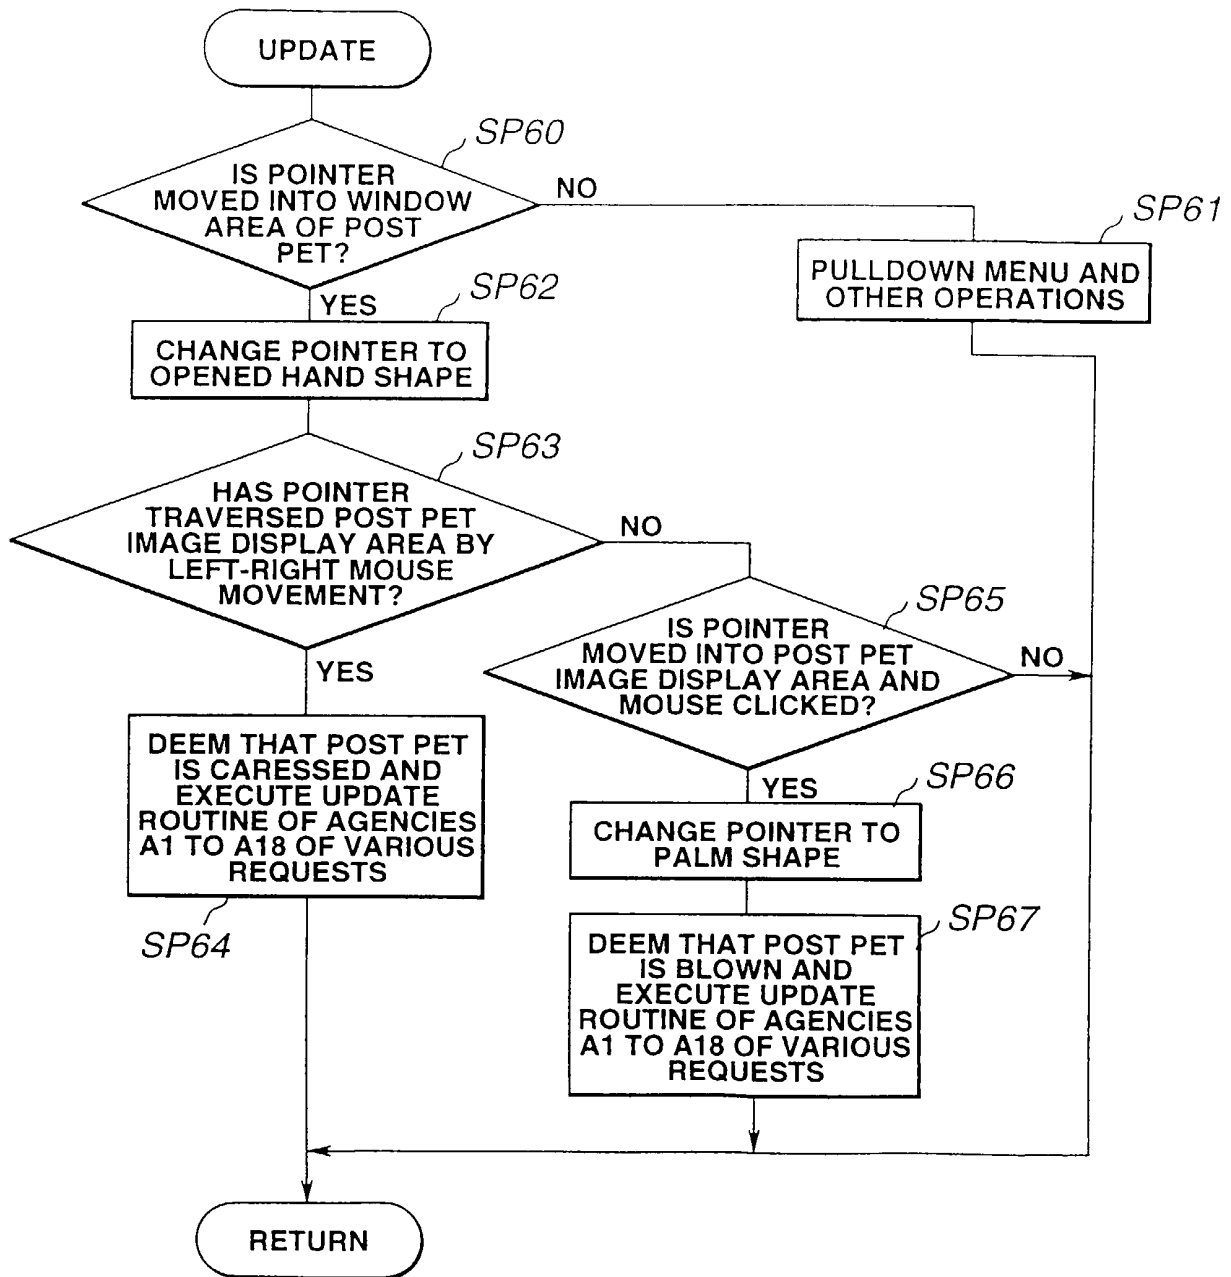 UPDATE
SP60
IS POINTER
MOVED INTO WINDOW
AREA OF POST
PET?
NO
SP61
PULLDOWN MENU AND
OTHER OPERATIONS
YES
SP62
CHANGE POINTER TO
OPENED HAND SHAPE
SP63
HAS POINTER
TRAVERSED POST PET
IMAGE DISPLAY AREA BY
LEFT-RIGHT MOUSE
MOVEMENT?
NO
YES
SP65
IS POINTER
MOVED INTO POST PET
IMAGE DISPLAY AREA AND
MOUSE CLICKED?
NO
DEEM THAT POST PET
IS CARESSED AND
EXECUTE UPDATE
ROUTINE OF AGENCIES
A1 TO A18 OF VARIOUS
REQUESTS
SP64
YES
SP66
CHANGE POINTER TO
PALM SHAPE
SP67
DEEM THAT POST PET
IS BLOWN AND
EXECUTE UPDATE
ROUTINE OF AGENCIES
A1 TO A18 OF VARIOUS
REQUESTS
RETURN